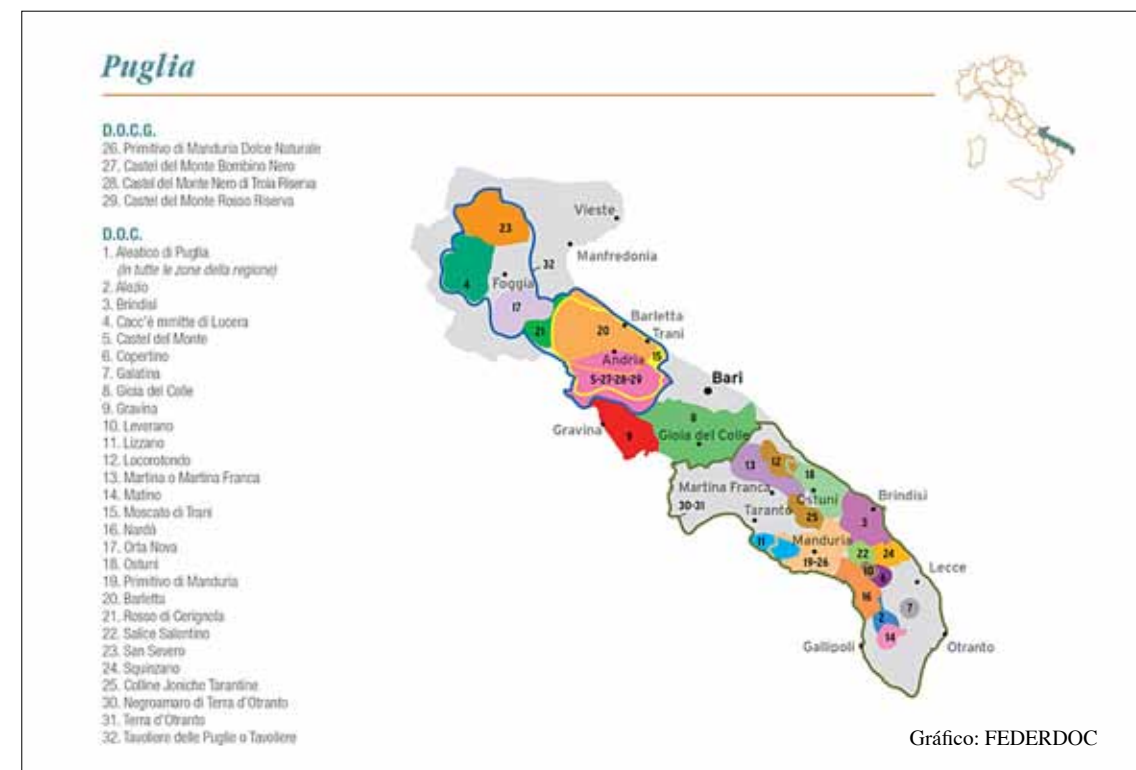 Puglia
D.O.C.G.
26. Primitivo di Manduria Dolce Naturale
27. Castel del Monte Bombino Nero
28. Castel del Monte Nero di Troia Riserva
29. Castel del Monte Rosso Riserva
D.O.C.
1. Aleatico di Puglia
(in tutte le zone della regione)
2. Alezio
3. Brindisi
4. Cacc'è mmitte di Lucera
5. Castel del Monte
6. Copertino
7. Galatina
8. Gioia del Colle
9. Gravina
10. Leverano
11. Lizzano
12. Locorotondo
13. Martina o Martina Franca
14. Matino
15. Moscato di Trani
16. Nardò
17. Orta Nova
18. Ostuni
19. Primitivo di Manduria
20. Barletta
21. Rosso di Cerignola
22. Salice Salentino
23. San Severo
24. Squinzano
25. Colline Joniche Tarantine
30. Negroamaro di Terra d'Otranto
31. Terra d'Otranto
32. Tavoliere delle Puglie o Tavoliere
Vieste
23
Manfredonia
32
4
Foggia
17
Barletta
21
20
Trani
15
Andria
5-27-28-29
Bari
8
Gravina
9
Gioia del Colle
13
12
18
Martina Franca
Ostuni
Brindisi
30-31
Taranto
25
3
11
Manduria
22
24
19-26
10
6
Lecce
16
7
2
14
Gallipoli
Otranto
Gráfico: FEDERDOC